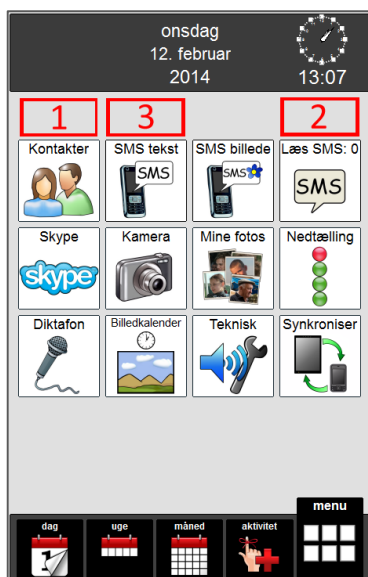 onsdag
12. februar
2014
13:07
1
3
2
Kontakter
SMS tekst
SMS billede
Læs SMS: 0
SMS
SMS
SMS
Skype
Kamera
Mine fotos
Nedtælling
skype
Diktafon
Billedkalender
Teknisk
Synkroniser
dag
uge
måned
aktivitet
menu
1